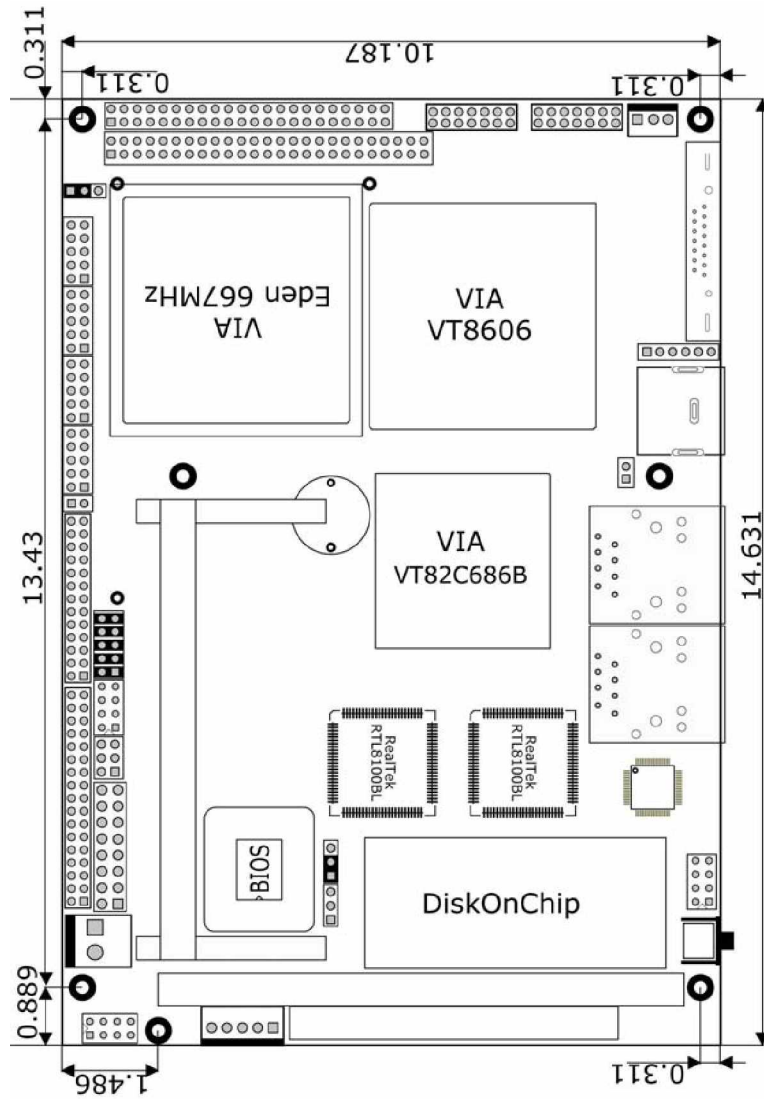 10.187
0.311
0.311
0.311
VIA
Eden 667MHz
VIA
VT8606
VIA
VT82C686B
13.43
14.631
RealTek
RTL8100BL
RealTek
RTL8100BL
BIOS
DiskOnChip
0.889
1.486
0.311